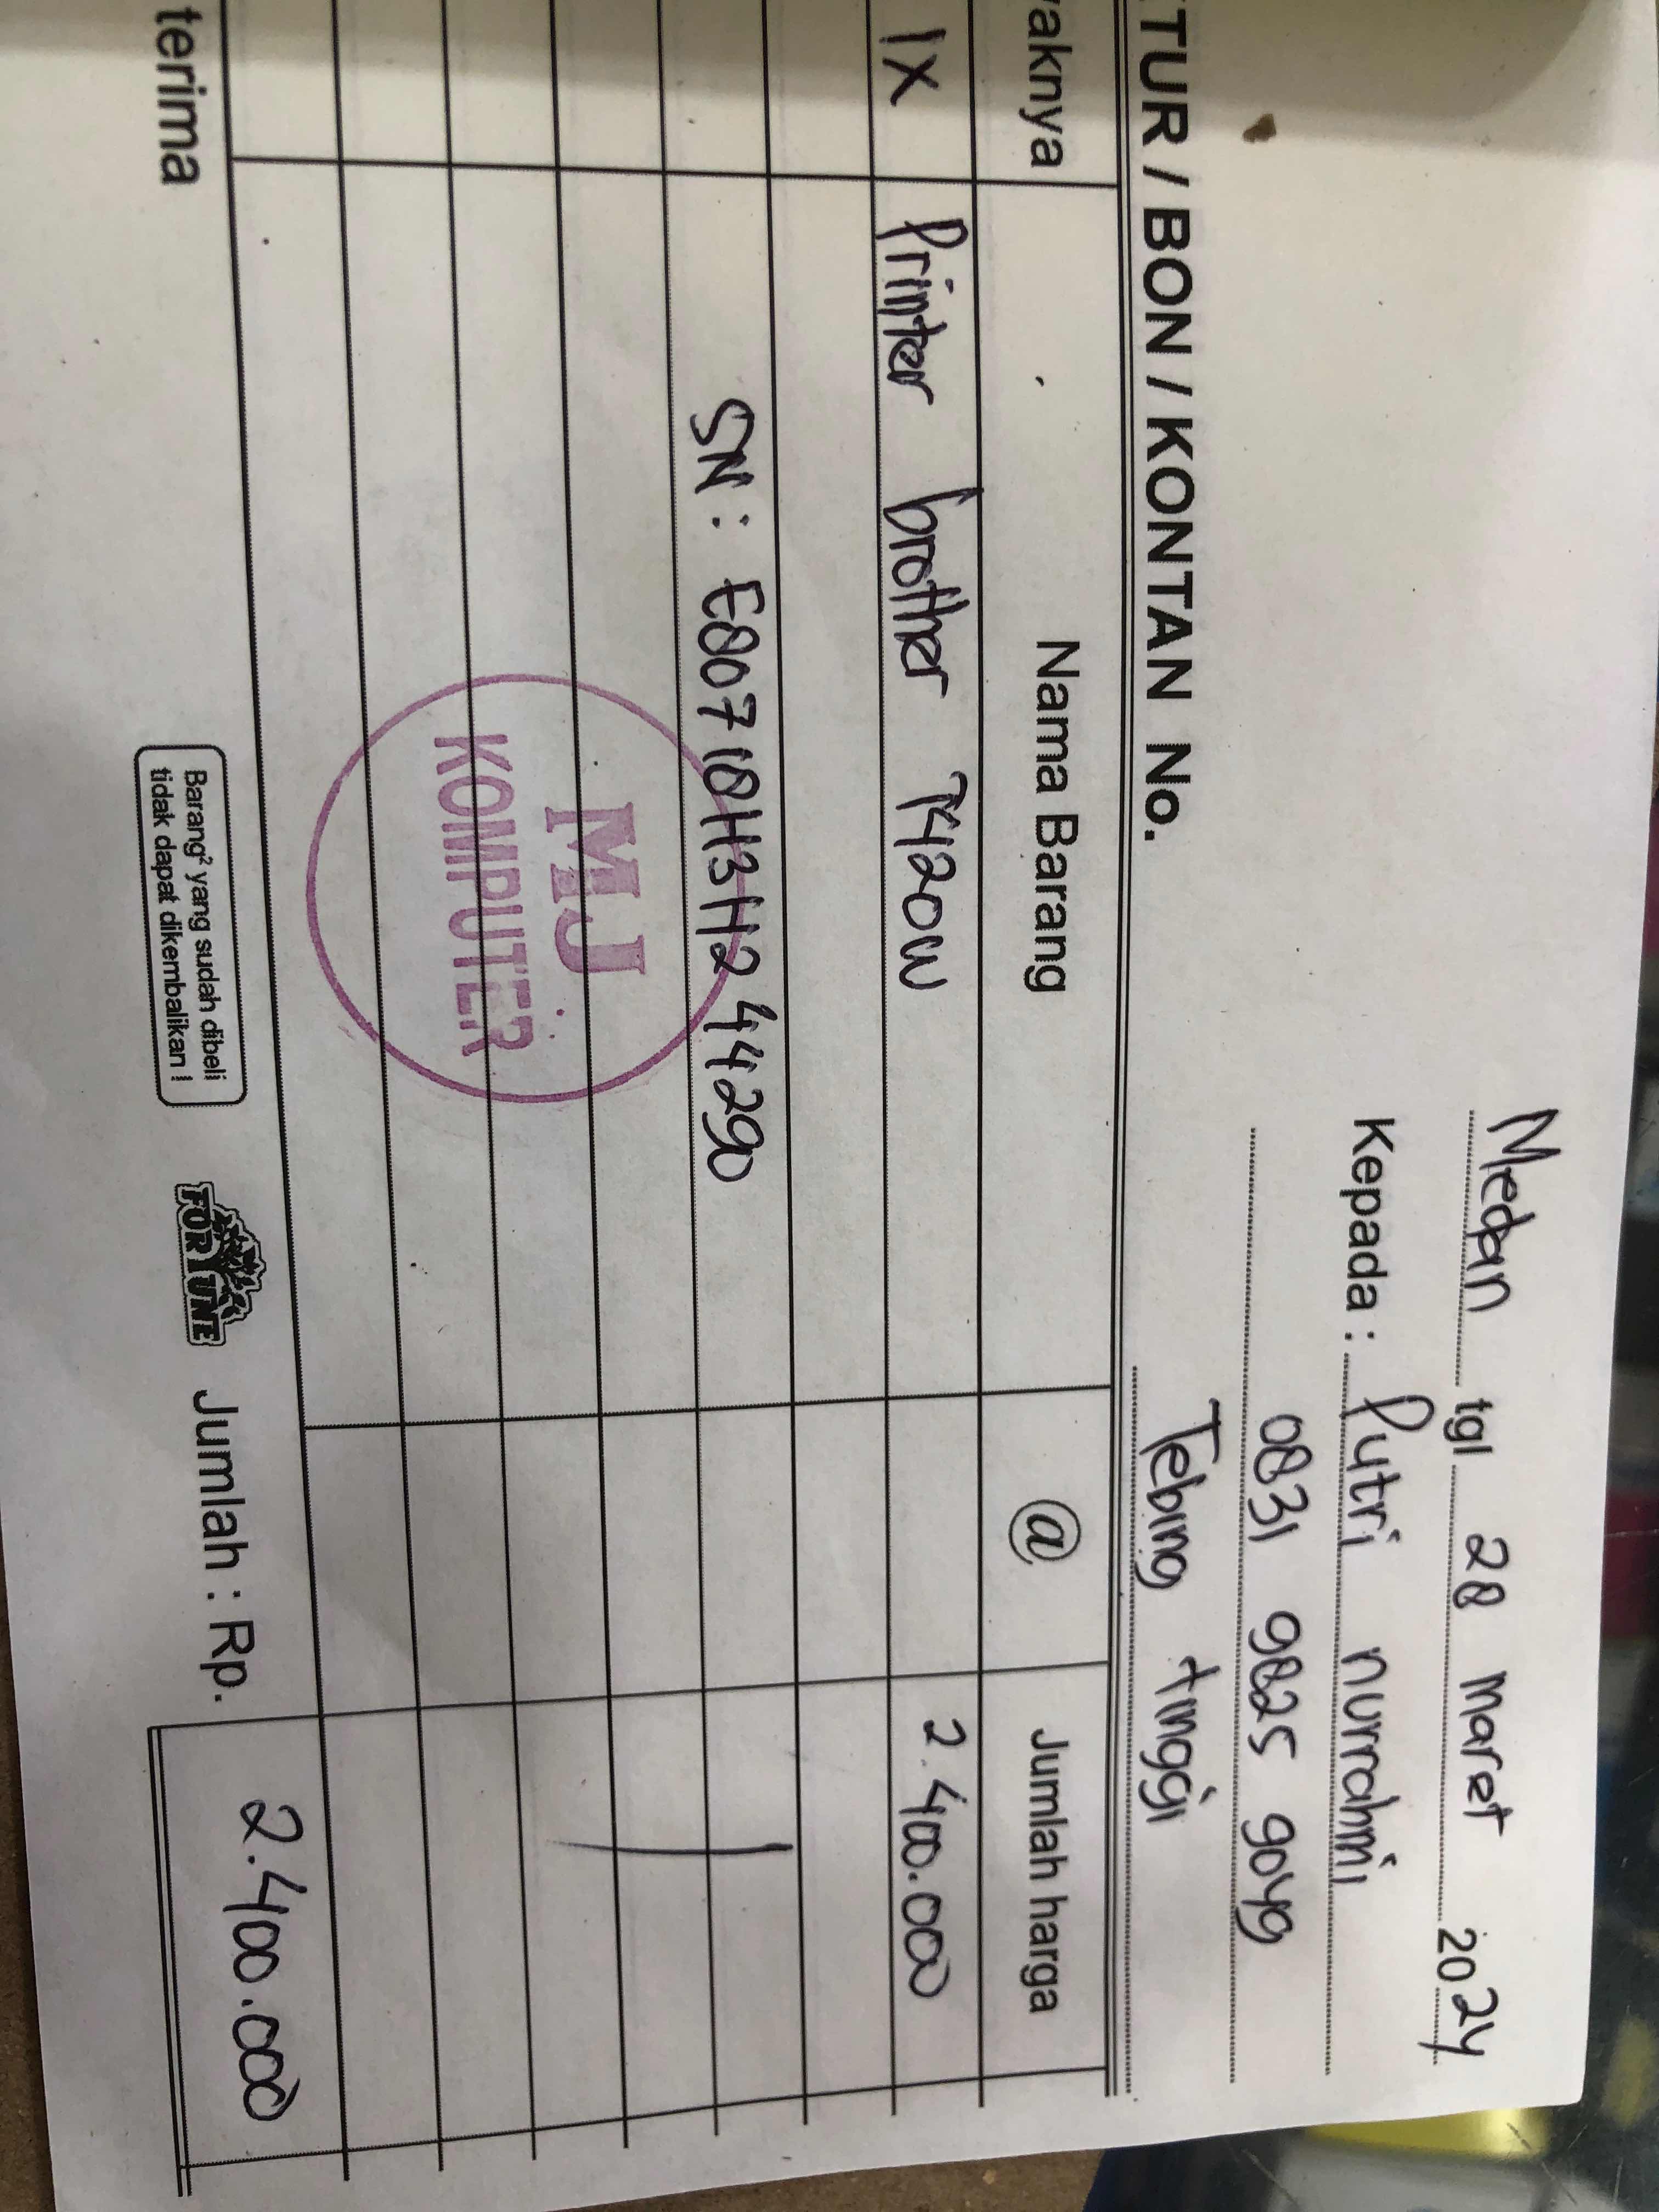 Medan tgl 28 maret 2024
Kepada : Putri nurrahmi
0831 9825 9049
Tebing tinggi
TUR / BON / KONTAN No.
aknya Nama Barang @ Jumlah harga
1x Printer brother T420W 2.400.000
SN : E80718H3H244290
MJ
KOMPUTER
terima
Barang² yang sudah dibeli
tidak dapat dikembalikan !
FORTUNE
Jumlah : Rp. 2.400.000